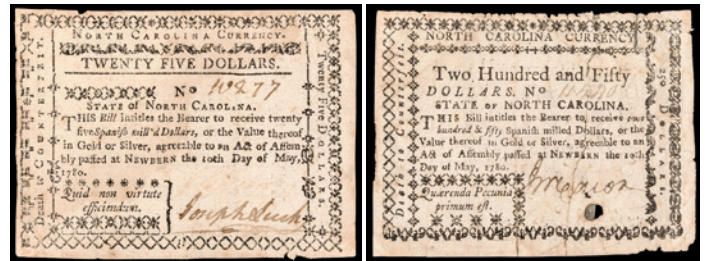 NORTH CAROLINA CURRENCY.
TWENTY FIVE DOLLARS.
No 10277
STATE of NORTH CAROLINA.
THIS Bill intitles the Bearer to receive twenty
five Spanish mill'd Dollars, or the Value thereof
in Gold or Silver, agreeable to an Act of Assem-
bly passed at NEWBERN the 10th Day of May,
1780.
Quid non virtute
efficiendum.
Joseph Leech
Death to COUNTERFEIT.
Twenty Five DOLLARS.
NORTH CAROLINA CURRENCY
Two Hundred and Fifty
DOLLARS. No
STATE of NORTH CAROLINA.
THIS Bill intitles the Bearer to receive two
hundred & fifty Spanish milled Dollars, or the
Value thereof in Gold or Silver, agreeable to an
Act of Assembly passed at NEWBERN the 10th
Day of May, 1780.
Quærenda Pecunia
primum est.
Death to Counterfeit.
250 DOLLARS.